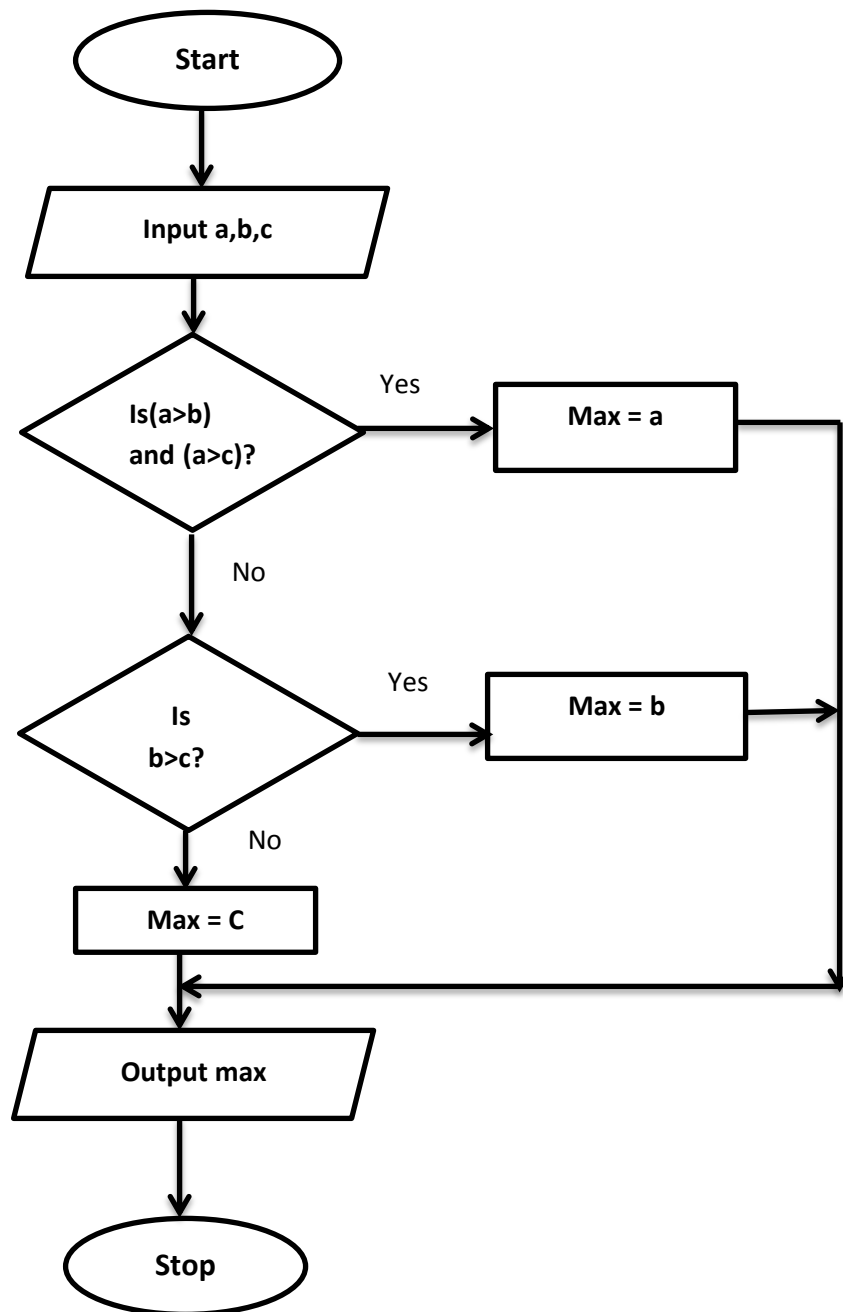 Start
Input a,b,c
Is(a>b)
and (a>c)?
Yes
Max = a
No
Is
b>c?
Yes
Max = b
No
Max = C
Output max
Stop